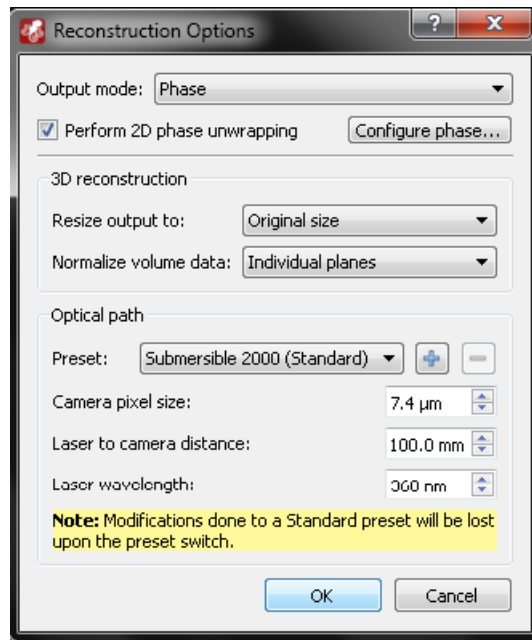 Reconstruction Options
Output mode: Phase
Perform 2D phase unwrapping Configure phase...
3D reconstruction
Resize output to: Original size
Normalize volume data: Individual planes
Optical path
Preset: Submersible 2000 (Standard)
Camera pixel size: 7.4 µm
Laser to camera distance: 100.0 mm
Laser wavelength: nm
Note: Modifications done to a Standard preset will be lost
upon the preset switch.
OK Cancel